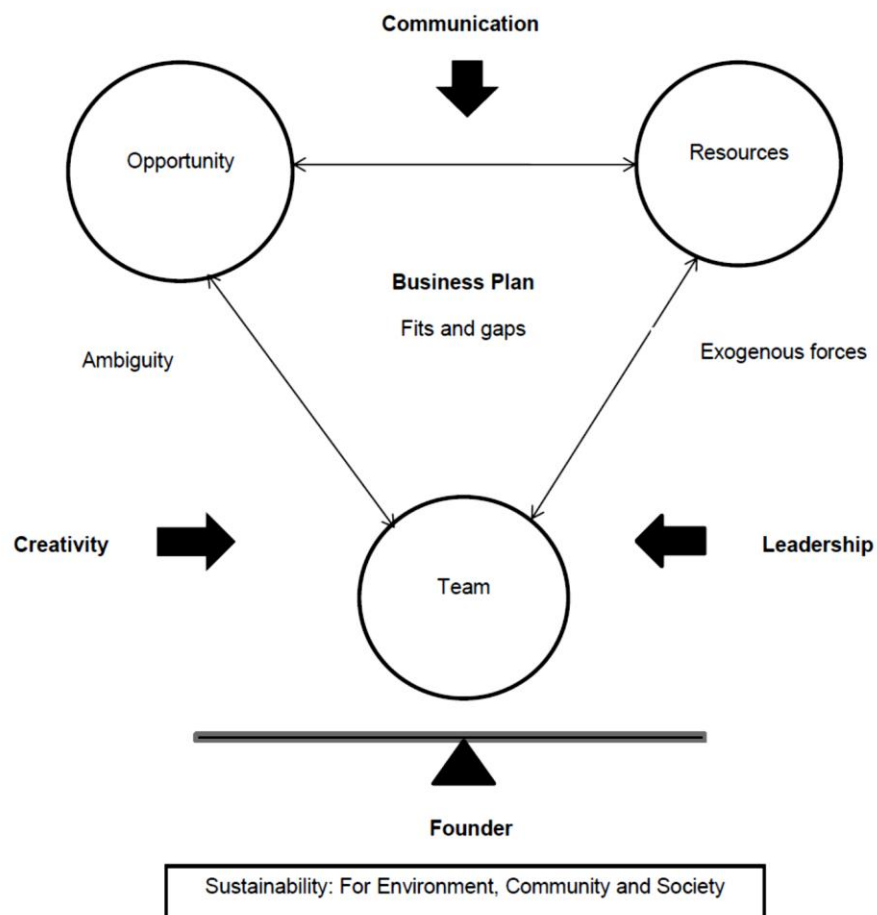 Communication
Opportunity
Resources
Business Plan
Fits and gaps
Ambiguity
Exogenous forces
Creativity
Leadership
Team
Founder
Sustainability: For Environment, Community and Society